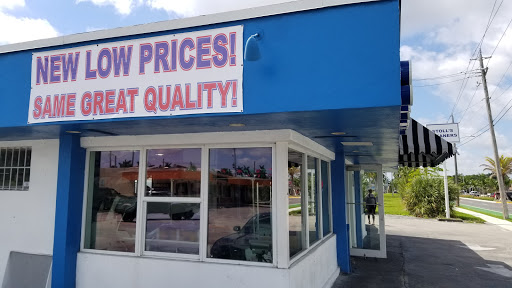 NEW LOW PRICES!
SAME GREAT QUALITY!